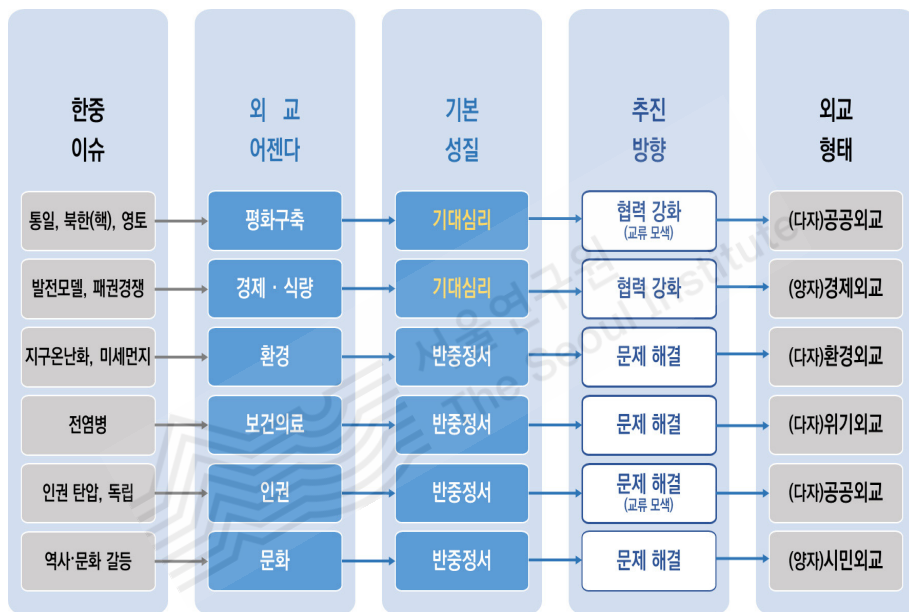 한중
이슈
외 교
어젠다
기본
성질
추진
방향
외교
형태
통일, 북한(핵), 영토
평화구축
기대심리
협력 강화
(교류 모색)
(다자)공공외교
발전모델, 패권경쟁
경제 · 식량
기대심리
협력 강화
(양자)경제외교
지구온난화, 미세먼지
환경
반중정서
문제 해결
(다자)환경외교
전염병
보건의료
반중정서
문제 해결
(다자)위기외교
인권 탄압, 독립
인권
반중정서
문제 해결
(교류 모색)
(다자)공공외교
역사·문화 갈등
문화
반중정서
문제 해결
(양자)시민외교
서울연구원
The Seoul Institute